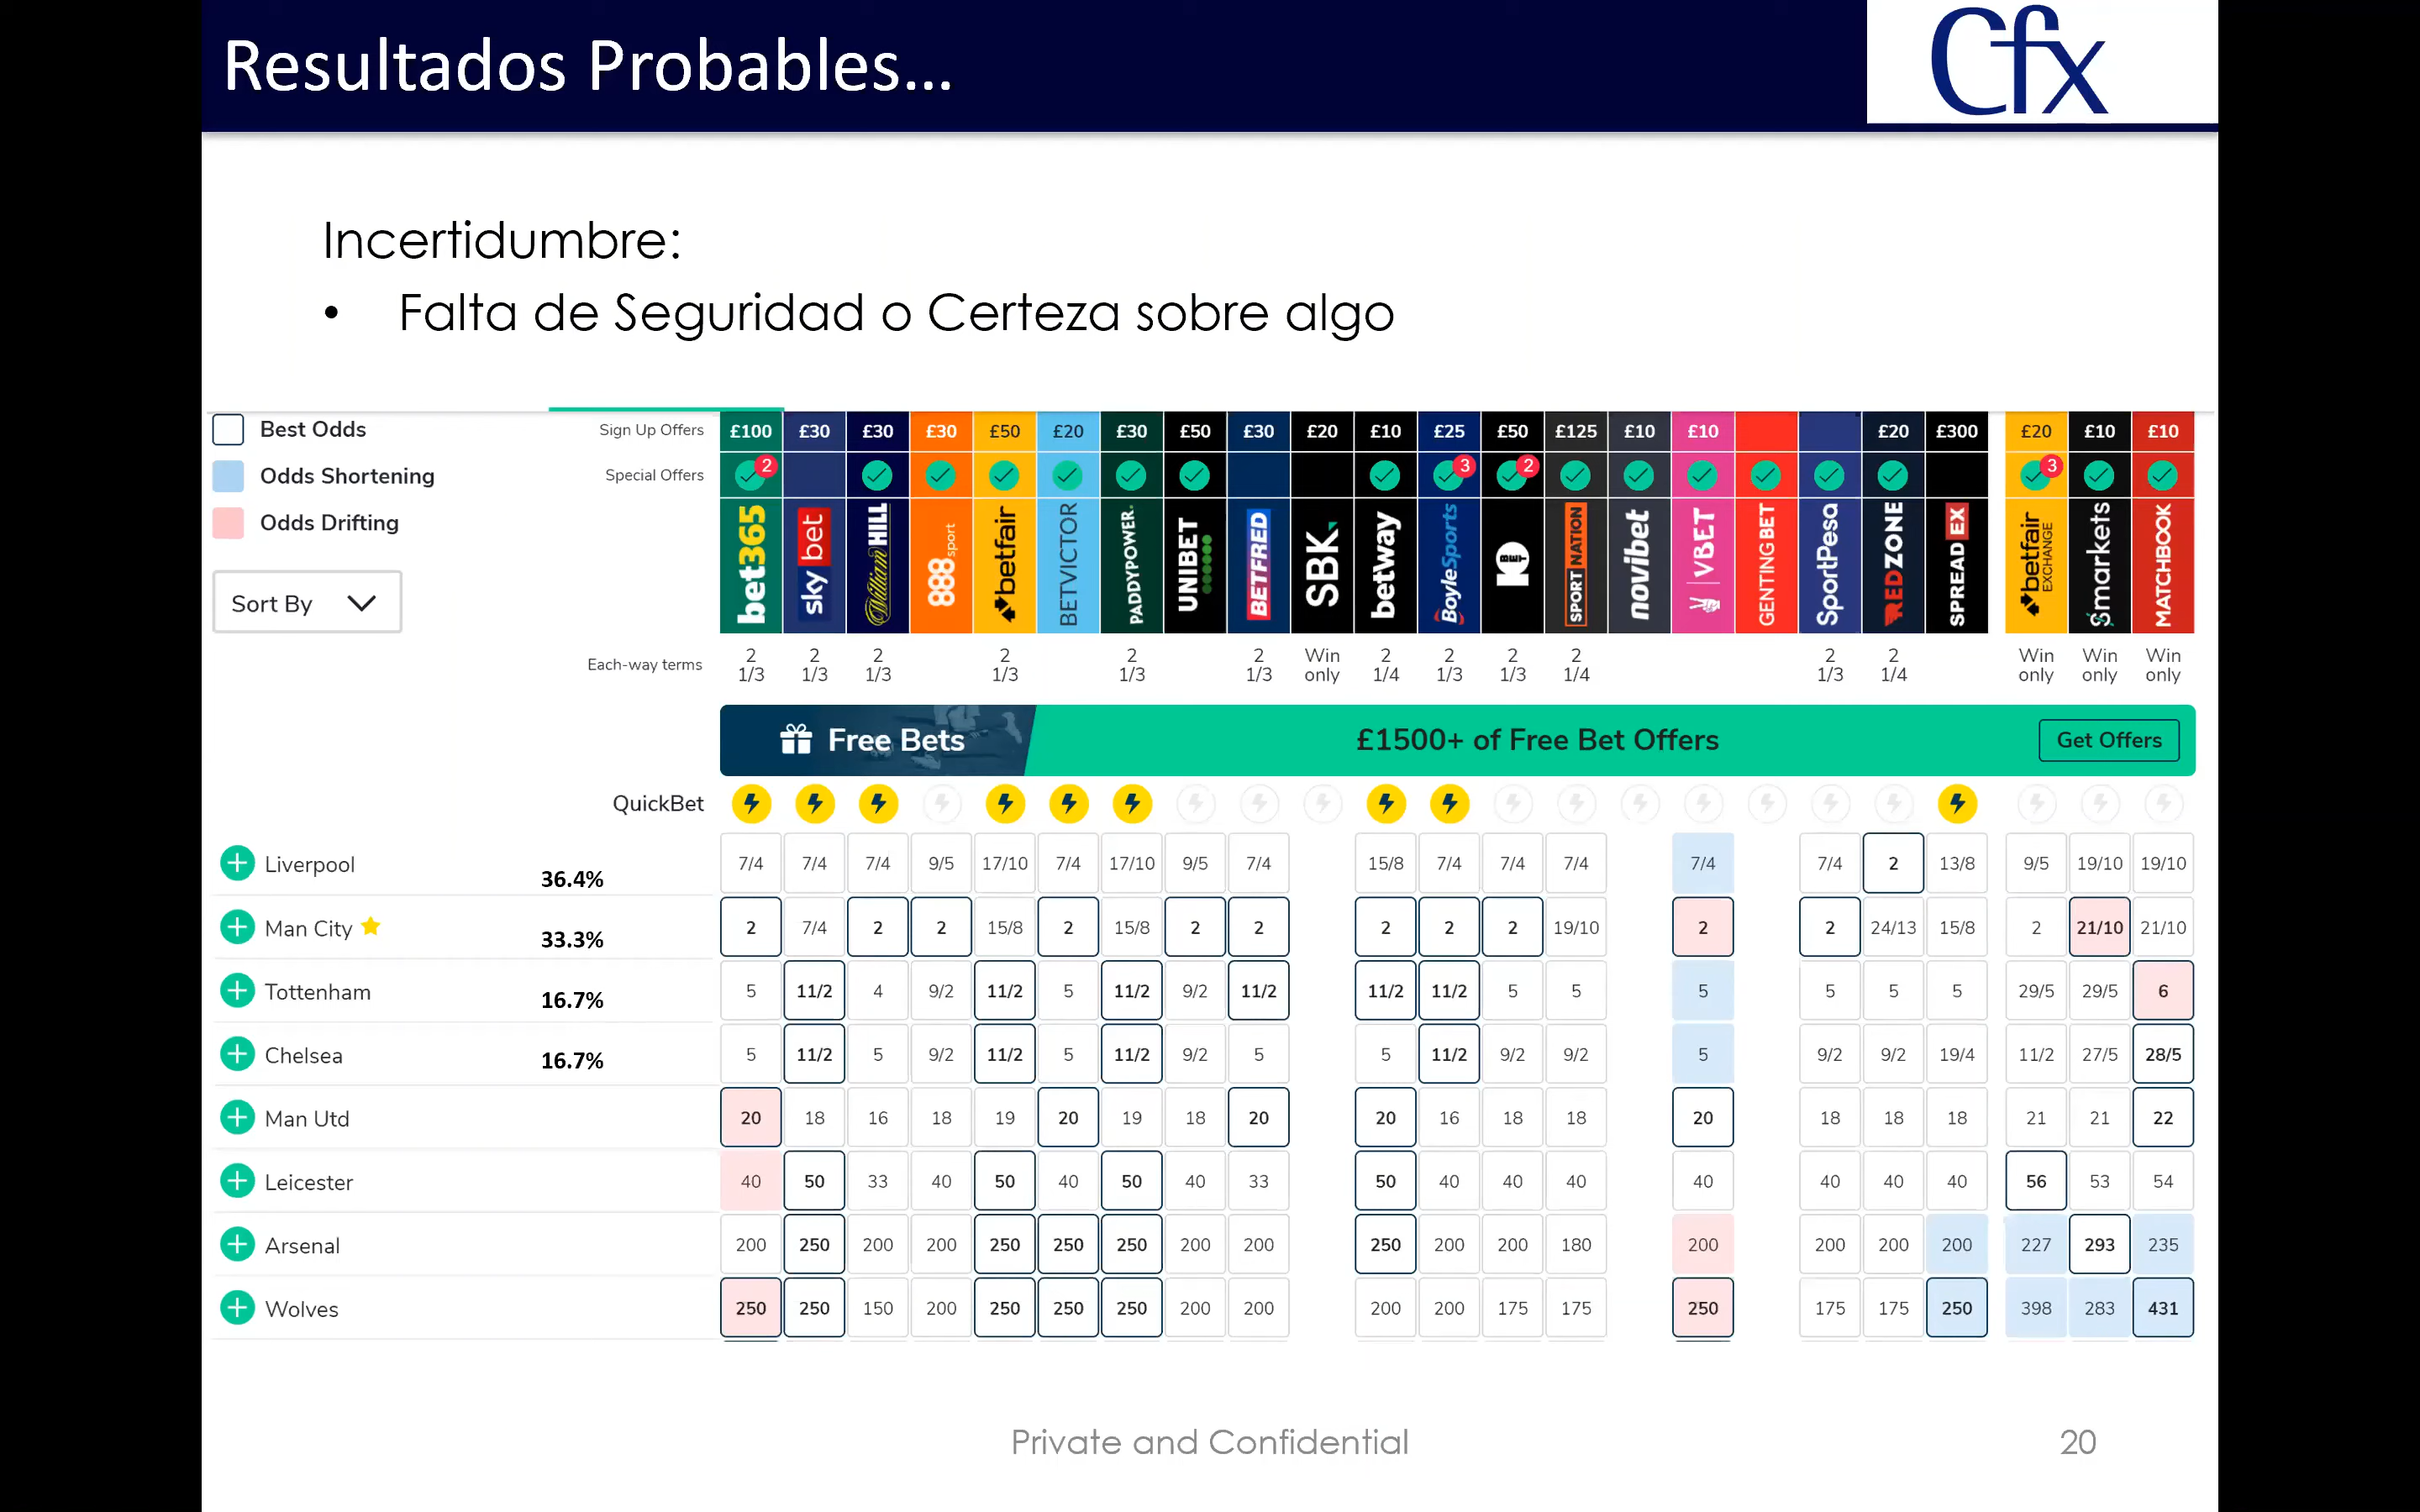 Resultados Probables...
Cfx
Incertidumbre:
• Falta de Seguridad o Certeza sobre algo
Best Odds
Odds Shortening
Odds Drifting
Sort By
Sign Up Offers £100 £30 £30 £30 £50 £20 £30 £50 £30 £20 £10 £25 £50 £125 £10 £10 £20 £300 £20 £10 £10
Special Offers 2 3 2 3
bet365 sky bet William HILL 888sport betfair BETVICTOR PADDYPOWER. UNIBET BETFRED SBK betway BoyleSports 10 BET SPORT NATION novibet VBET GENTINGBET SportPesa REDZONE SPREAD EX betfair EXCHANGE Smarkets MATCHBOOK
Each-way terms
2 2 2 2 2 2 Win 2 2 2 2 2 2 Win Win Win
1/3 1/3 1/3 1/3 1/3 1/3 only 1/4 1/3 1/3 1/4 1/3 1/4 only only only
Free Bets £1500+ of Free Bet Offers Get Offers
QuickBet
Liverpool 36.4% 7/4 7/4 7/4 9/5 17/10 7/4 17/10 9/5 7/4 15/8 7/4 7/4 7/4 7/4 7/4 2 13/8 9/5 19/10 19/10
Man City 33.3% 2 7/4 2 2 15/8 2 15/8 2 2 2 2 2 19/10 2 2 24/13 15/8 2 21/10 21/10
Tottenham 16.7% 5 11/2 4 9/2 11/2 5 11/2 9/2 11/2 11/2 11/2 5 5 5 5 5 5 29/5 29/5 6
Chelsea 16.7% 5 11/2 5 9/2 11/2 5 11/2 9/2 5 5 11/2 9/2 9/2 5 9/2 9/2 19/4 11/2 27/5 28/5
Man Utd 20 18 16 18 19 20 19 18 20 20 16 18 18 20 18 18 18 21 21 22
Leicester 40 50 33 40 50 40 50 40 33 50 40 40 40 40 40 40 40 56 53 54
Arsenal 200 250 200 200 250 250 250 200 200 250 200 200 180 200 200 200 200 227 293 235
Wolves 250 250 150 200 250 250 250 200 200 200 200 175 175 250 175 175 250 398 283 431
Private and Confidential
20